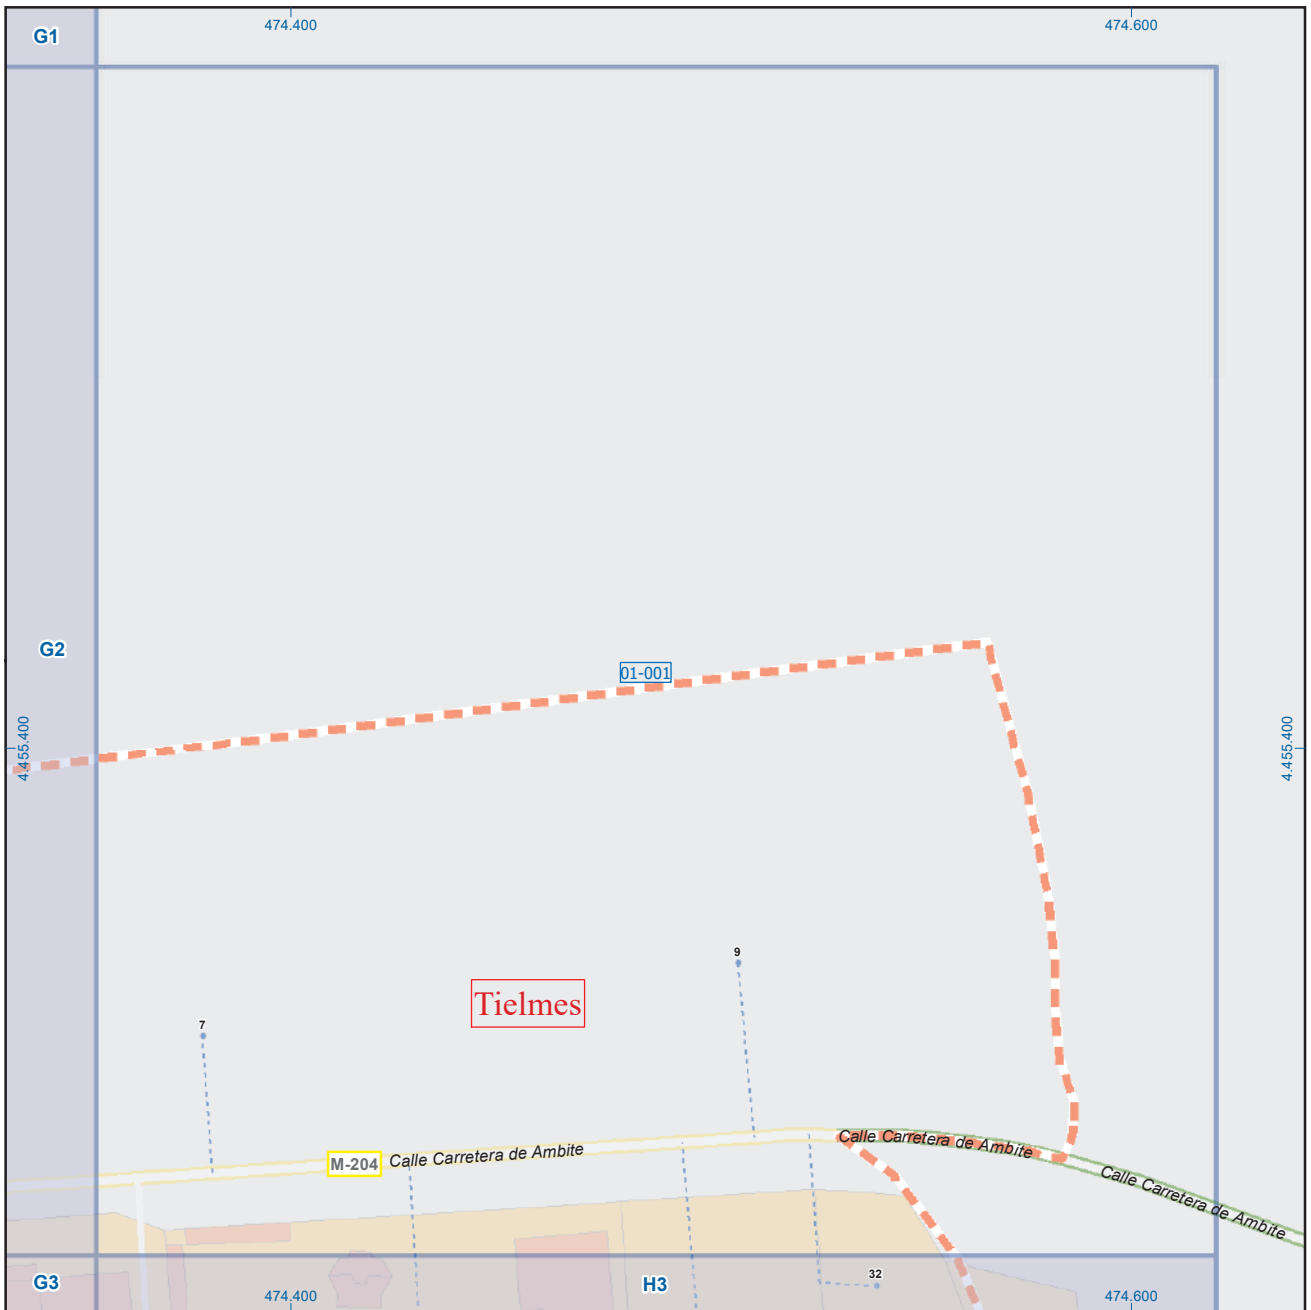 474.400
474.600
G1
G2
01-001
4.455.400
4.455.400
9
Tielmes
7
Calle Carretera de Ambite
M-204
Calle Carretera de Ambite
Calle Carretera de Ambite
G3
H3
32
474.400
474.600